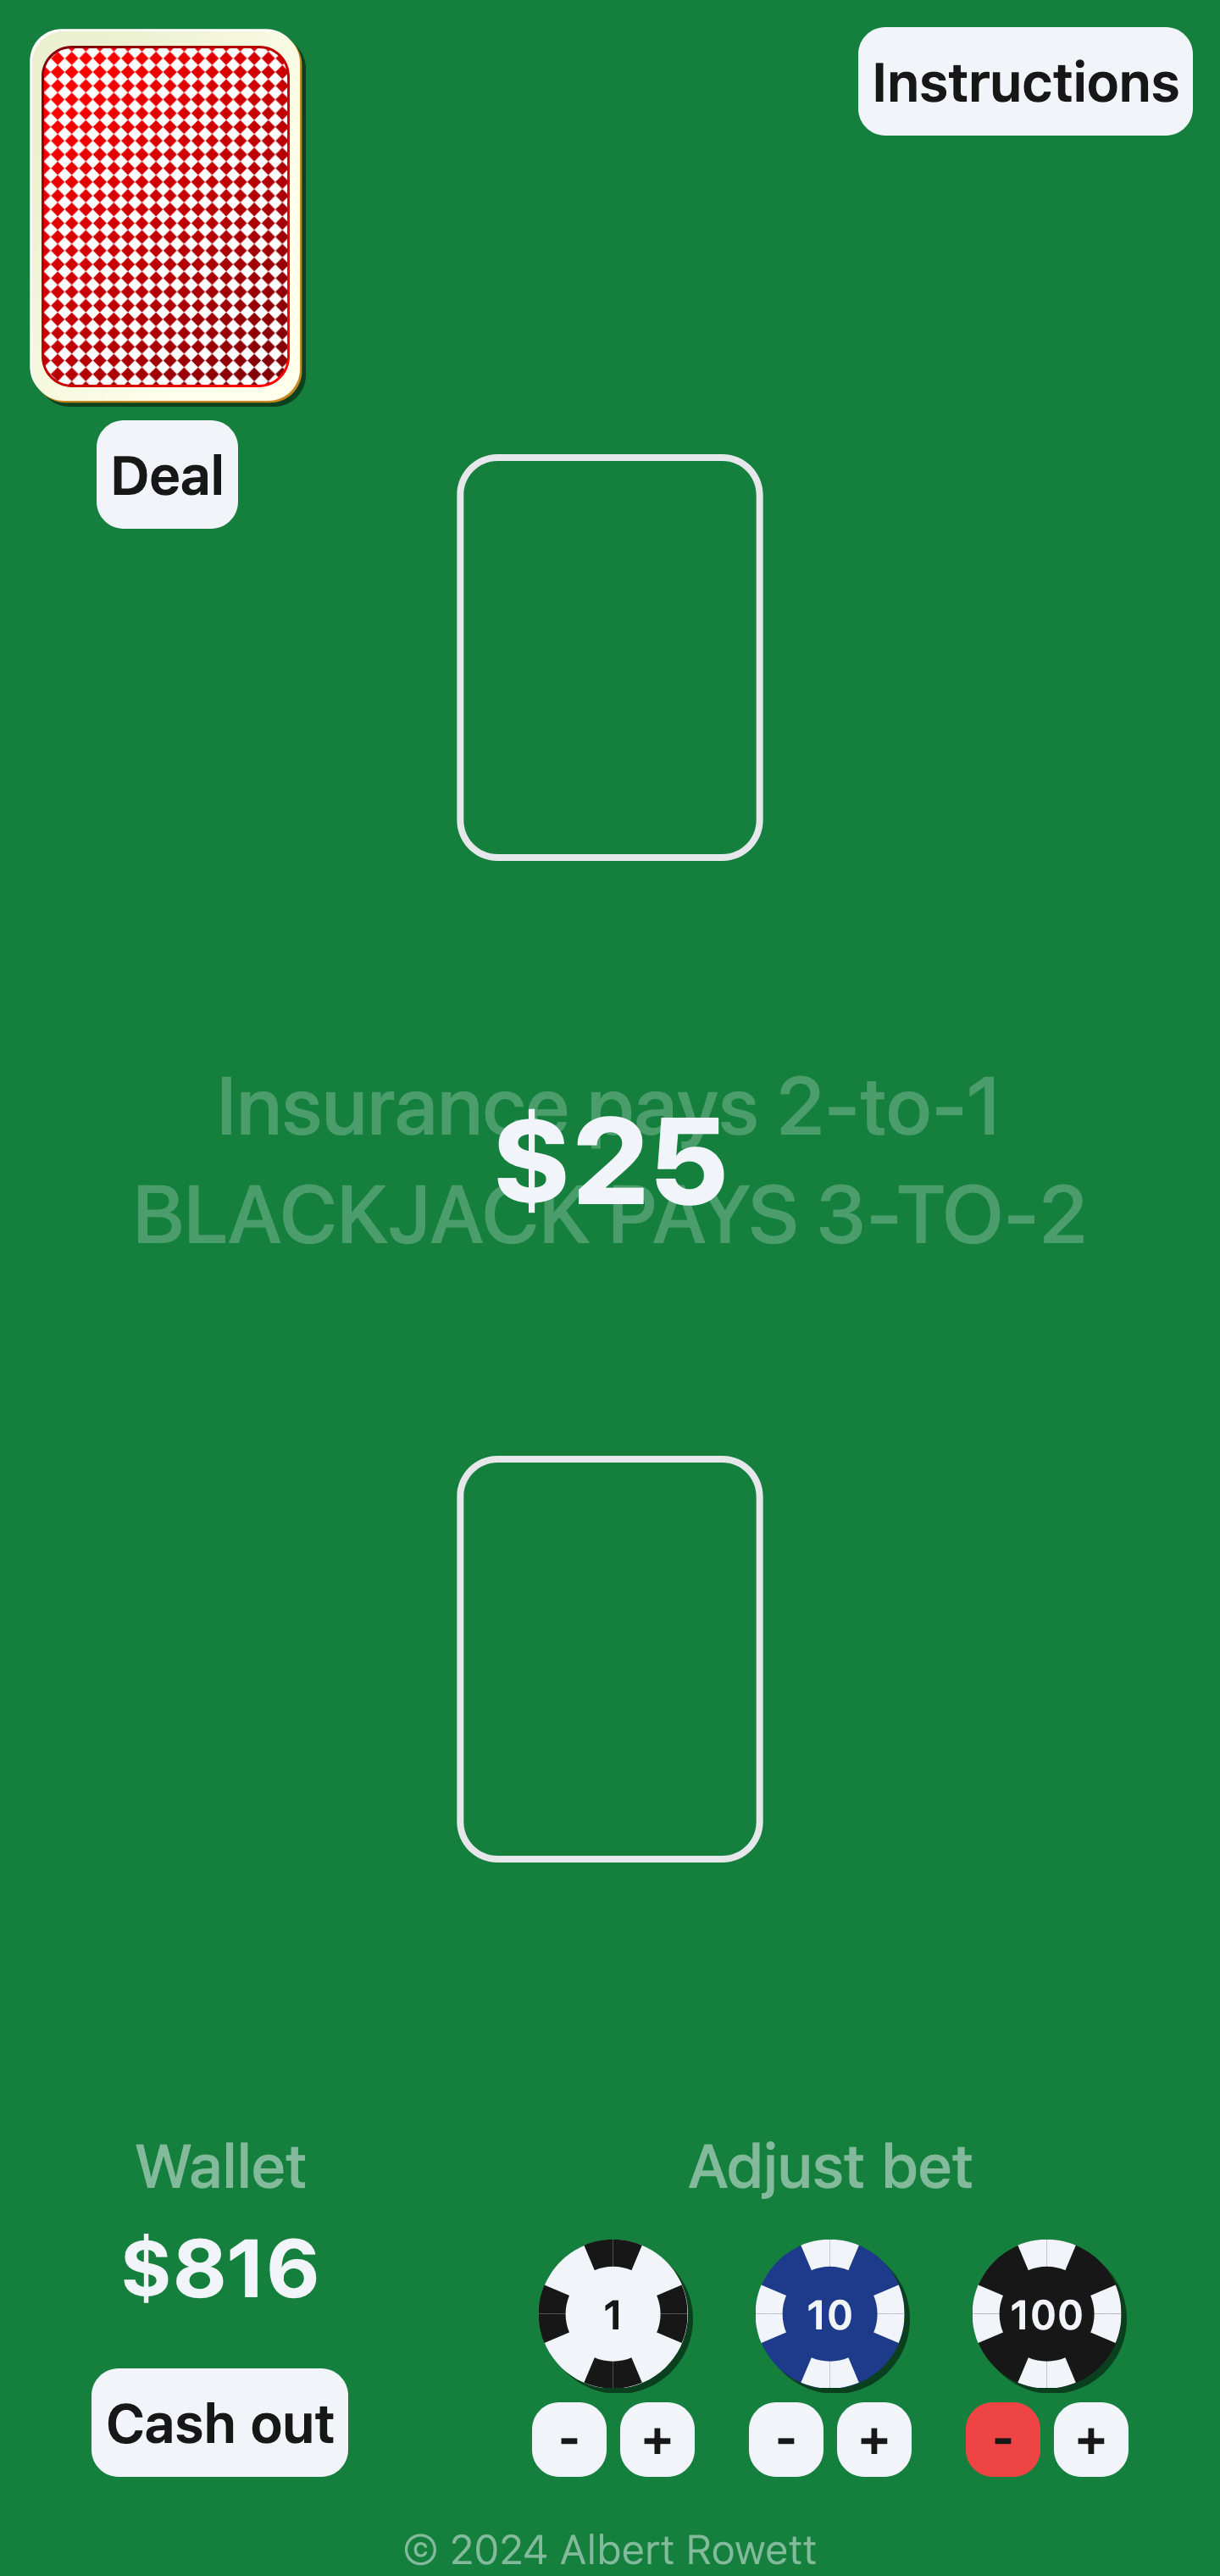 Instructions
Deal
Insurance pays 2-to-1
$25
BLACKJACK PAYS 3-TO-2
Wallet
$816
Cash out
Adjust bet
1 10 100
- + - + - +
© 2024 Albert Rowett